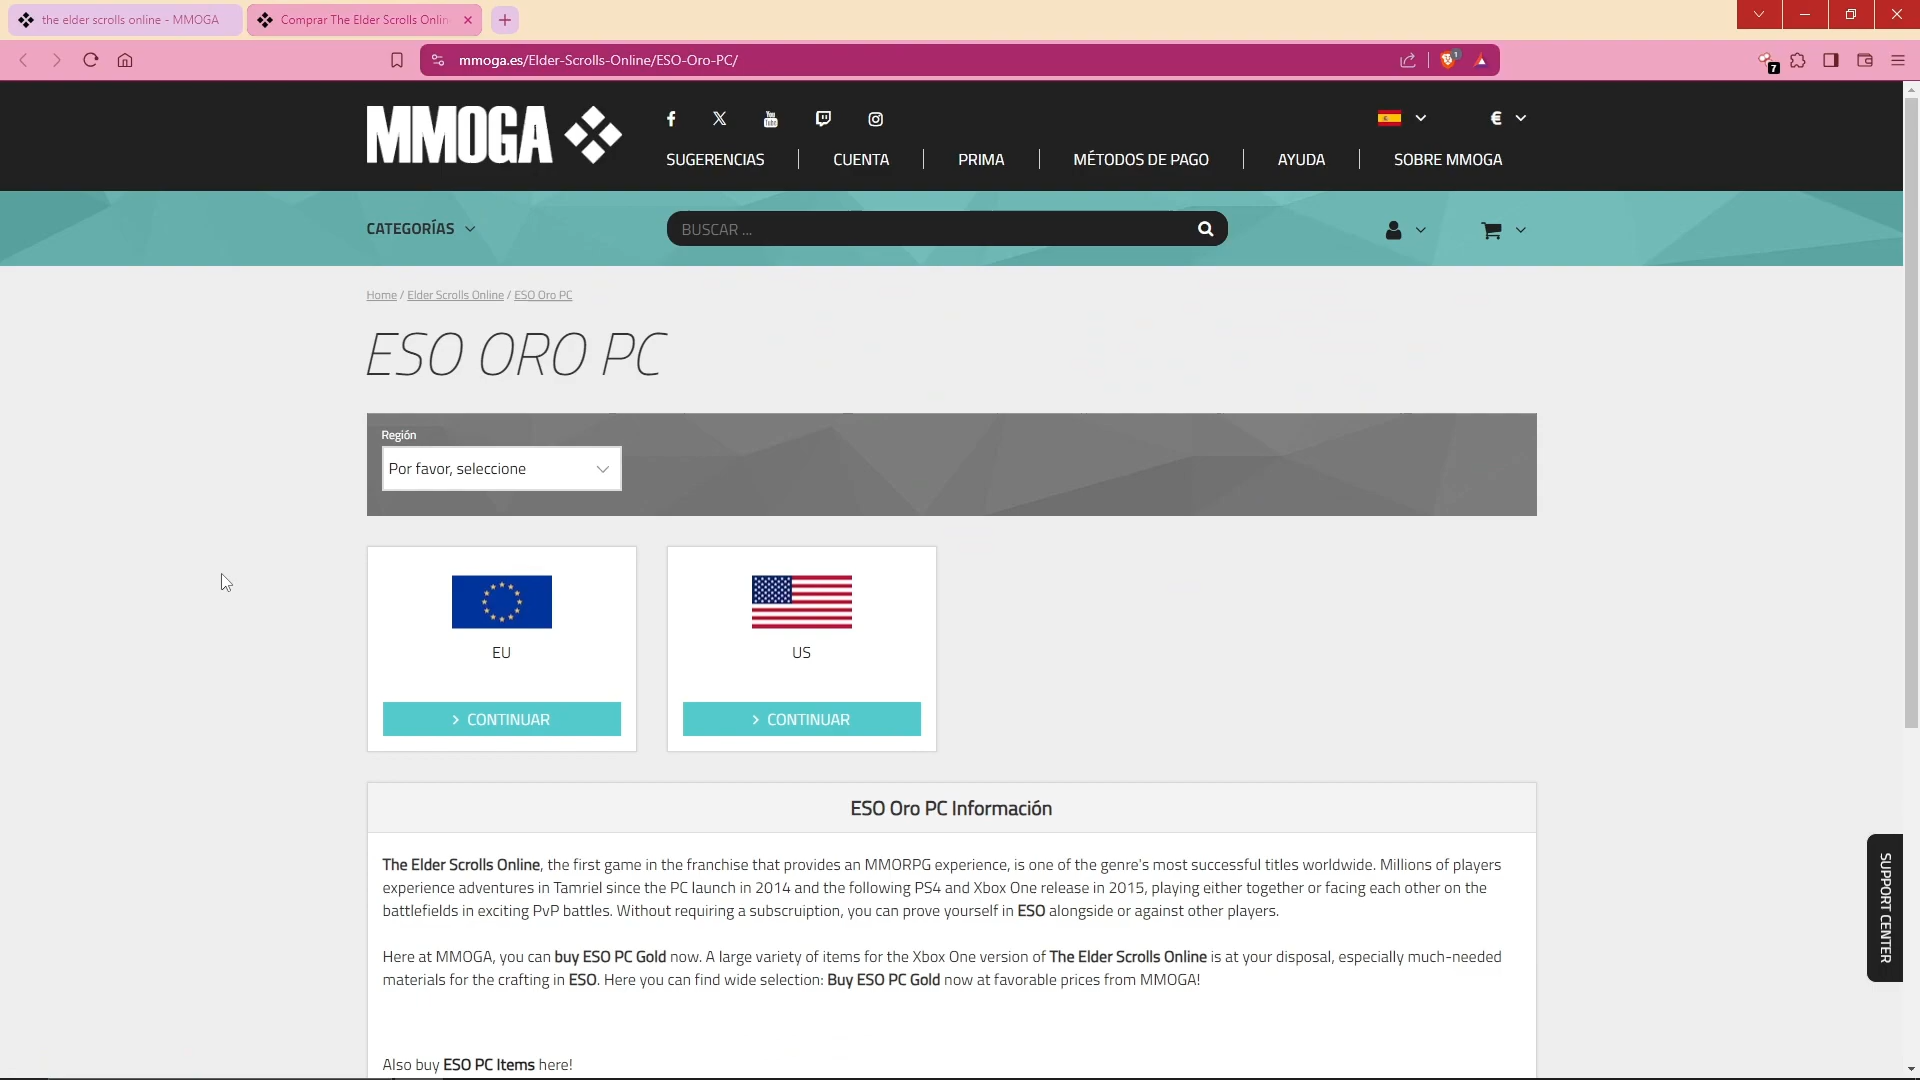 the elder scrolls online - MMOGA
Comprar The Elder Scrolls Onlin
mmoga.es/Elder-Scrolls-Online/ESO-Oro-PC/
1
7
MMOGA
You
Tube
€
SUGERENCIAS
CUENTA
PRIMA
MÉTODOS DE PAGO
AYUDA
SOBRE MMOGA
CATEGORÍAS
BUSCAR ...
Home / Elder Scrolls Online / ESO Oro PC
ESO ORO PC
Región
Por favor, seleccione
EU
US
> CONTINUAR
> CONTINUAR
ESO Oro PC Información
The Elder Scrolls Online, the first game in the franchise that provides an MMORPG experience, is one of the genre's most successful titles worldwide. Millions of players
experience adventures in Tamriel since the PC launch in 2014 and the following PS4 and Xbox One release in 2015, playing either together or facing each other on the
battlefields in exciting PvP battles. Without requiring a subscruiption, you can prove yourself in ESO alongside or against other players.
Here at MMOGA, you can buy ESO PC Gold now. A large variety of items for the Xbox One version of The Elder Scrolls Online is at your disposal, especially much-needed
materials for the crafting in ESO. Here you can find wide selection: Buy ESO PC Gold now at favorable prices from MMOGA!
Also buy ESO PC Items here!
SUPPORT CENTER